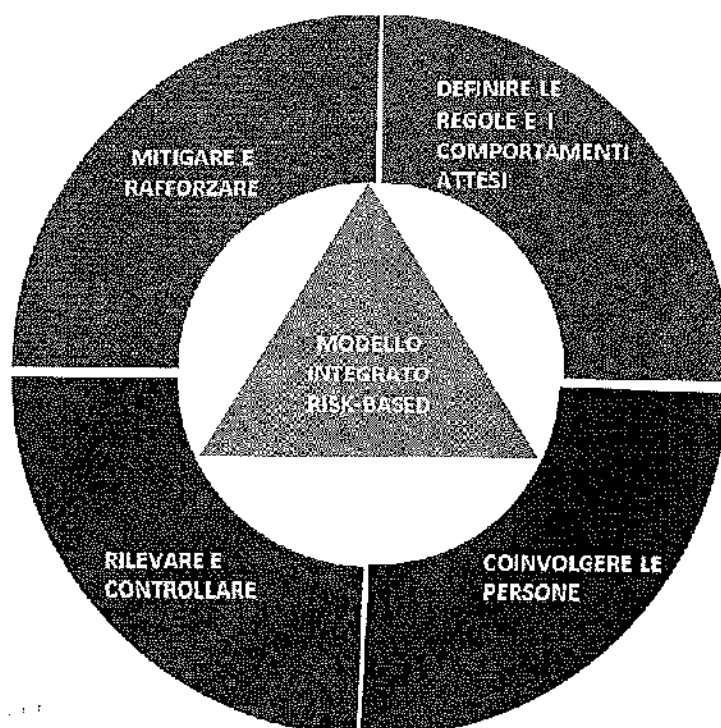 DEFINIRE LE
REGOLE E I
COMPORTAMENTI
ATTESI
MITIGARE E
RAFFORZARE
MODELLO
INTEGRATO
RISK-BASED
RILEVARE E
CONTROLLARE
COINVOLGERE LE
PERSONE